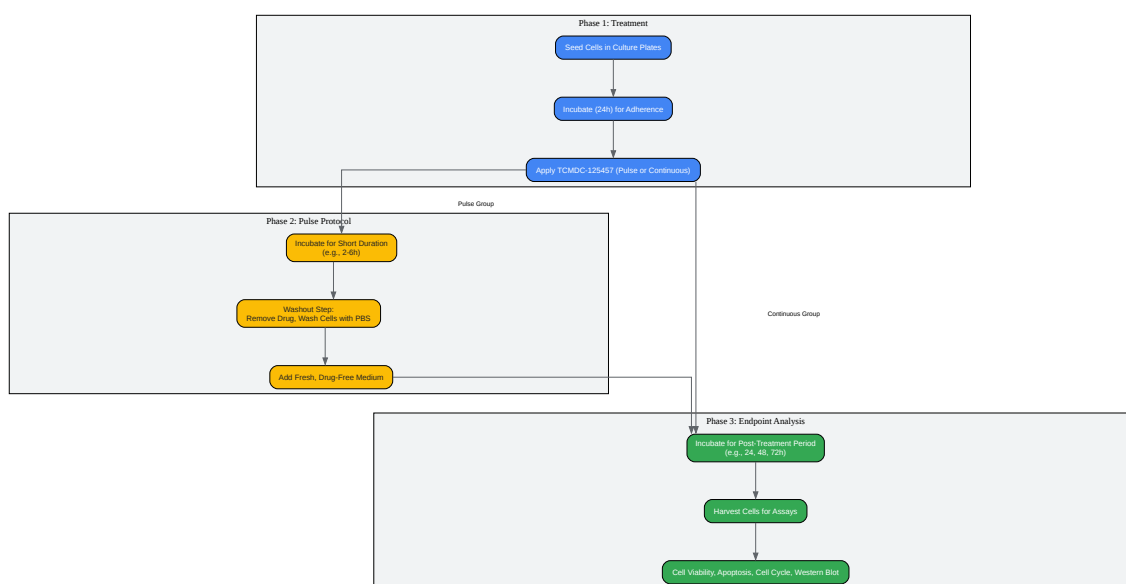 Phase 1: Treatment
Seed Cells in Culture Plates
Incubate (24h) for Adherence
Apply TCMDC-125457 (Pulse or Continuous)
Pulse Group
Phase 2: Pulse Protocol
Incubate for Short Duration
(e.g., 2-6h)
Washout Step:
Remove Drug, Wash Cells with PBS
Add Fresh, Drug-Free Medium
Continuous Group
Phase 3: Endpoint Analysis
Incubate for Post-Treatment Period
(e.g., 24, 48, 72h)
Harvest Cells for Assays
Cell Viability, Apoptosis, Cell Cycle, Western Blot